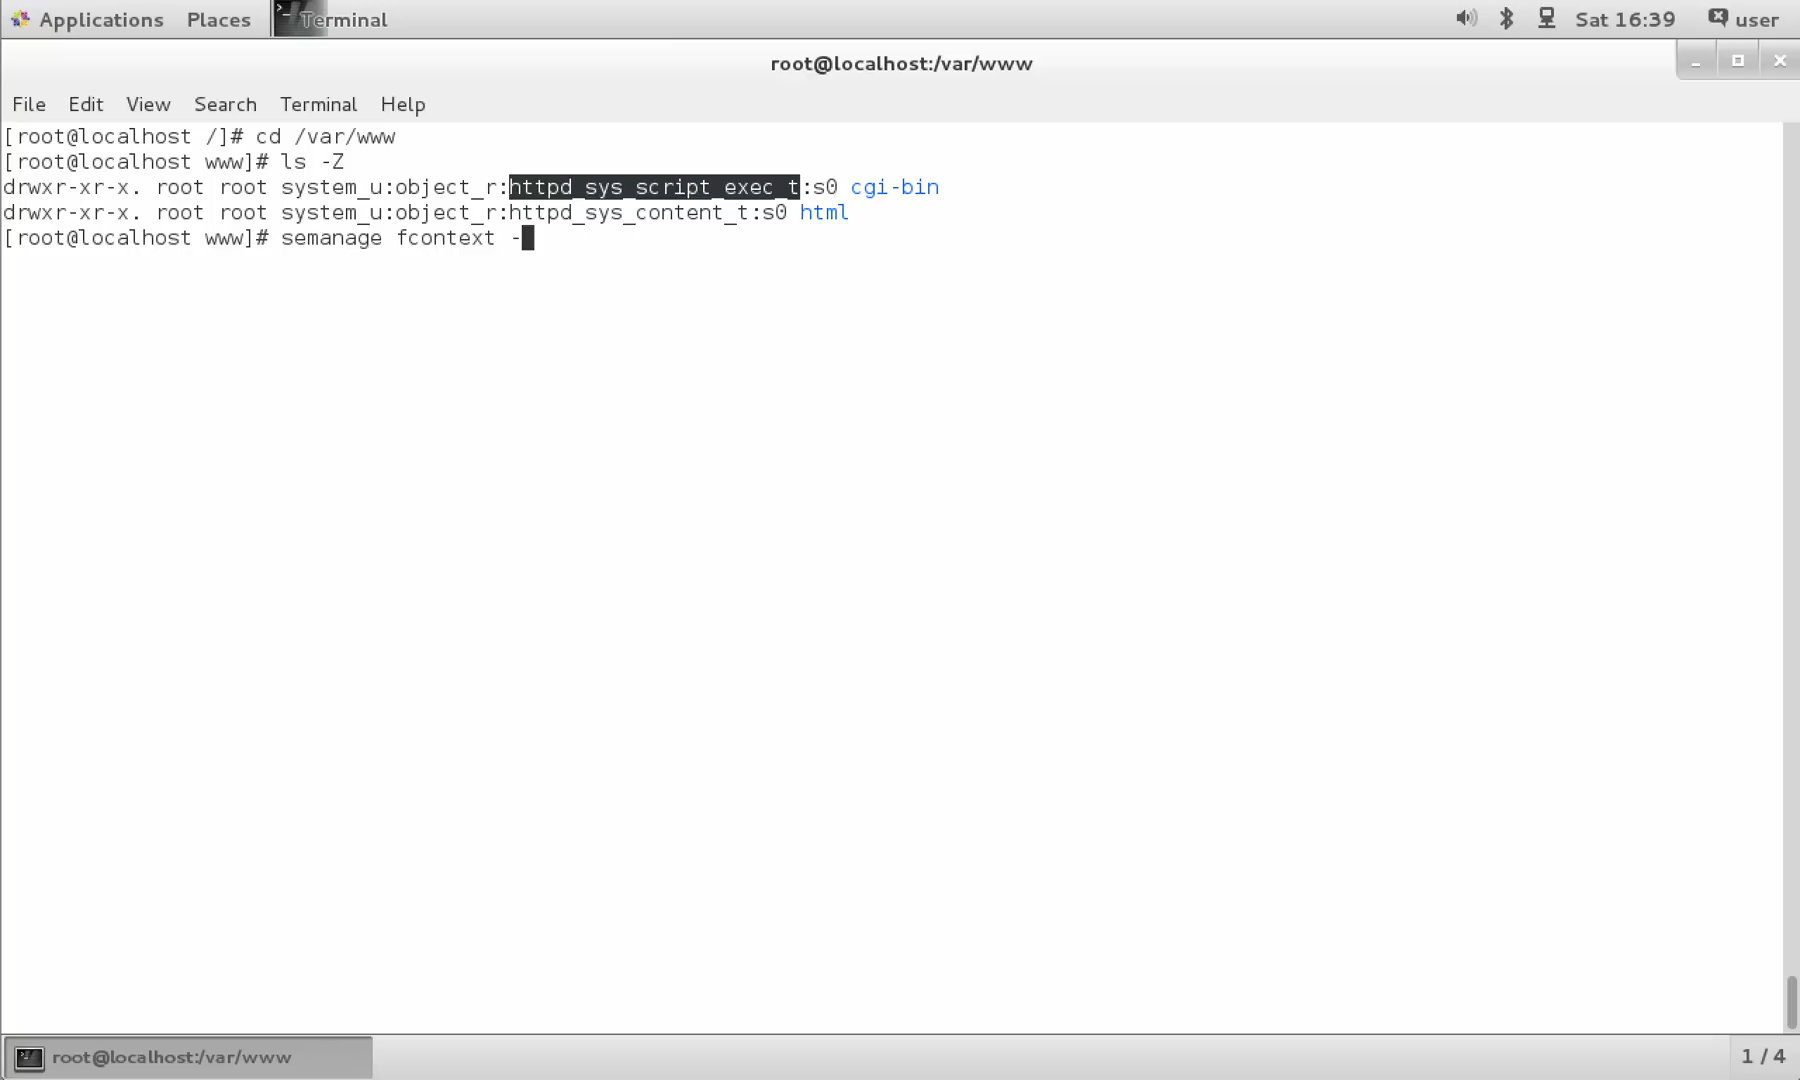 Applications Places Terminal Sat 16:39 user
root@localhost:/var/www
File Edit View Search Terminal Help
[root@localhost /]# cd /var/www
[root@localhost www]# ls -Z
drwxr-xr-x. root root system_u:object_r:httpd_sys_script_exec_t:s0 cgi-bin
drwxr-xr-x. root root system_u:object_r:httpd_sys_content_t:s0 html
[root@localhost www]# semanage fcontext -
root@localhost:/var/www 1 / 4